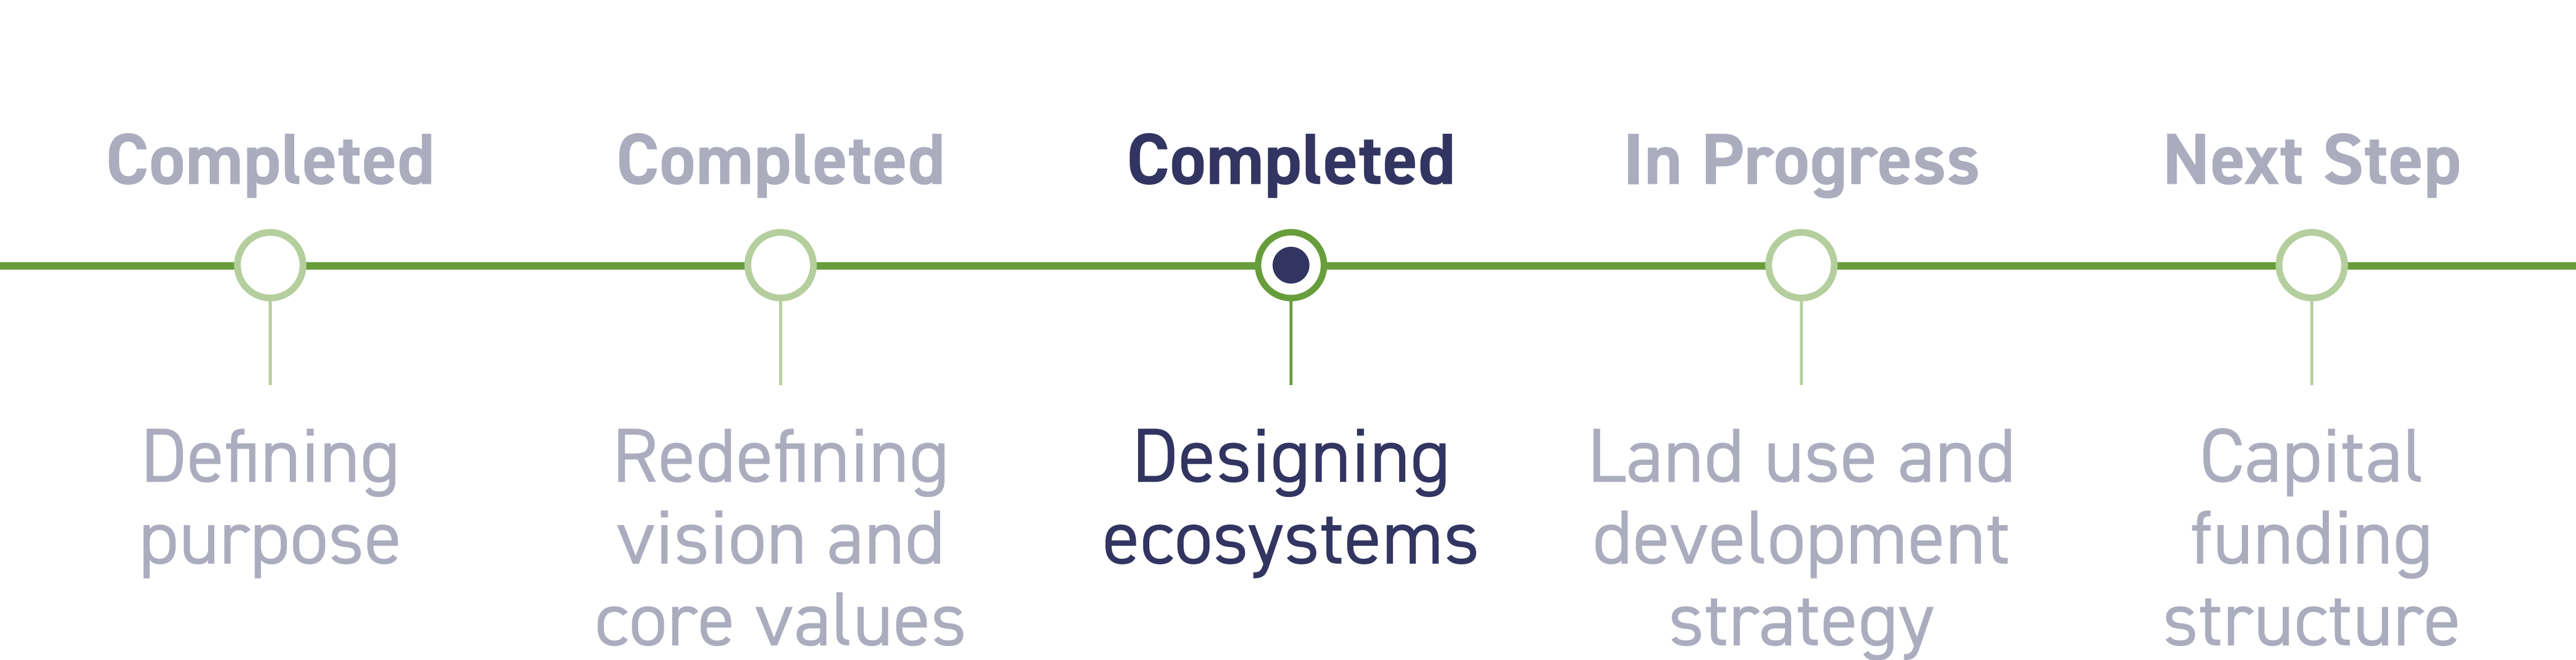 Completed
Completed
Completed
In Progress
Next Step
Defining
purpose
Redefining
vision and
core values
Designing
ecosystems
Land use and
development
strategy
Capital
funding
structure